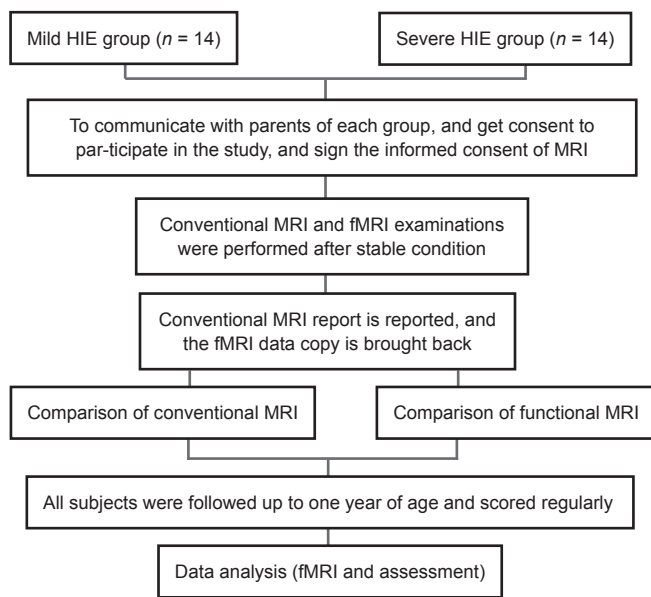 Mild HIE group (n = 14)
Severe HIE group (n = 14)
To communicate with parents of each group, and get consent to
par-ticipate in the study, and sign the informed consent of MRI
Conventional MRI and fMRI examinations
were performed after stable condition
Conventional MRI report is reported, and
the fMRI data copy is brought back
Comparison of conventional MRI
Comparison of functional MRI
All subjects were followed up to one year of age and scored regularly
Data analysis (fMRI and assessment)